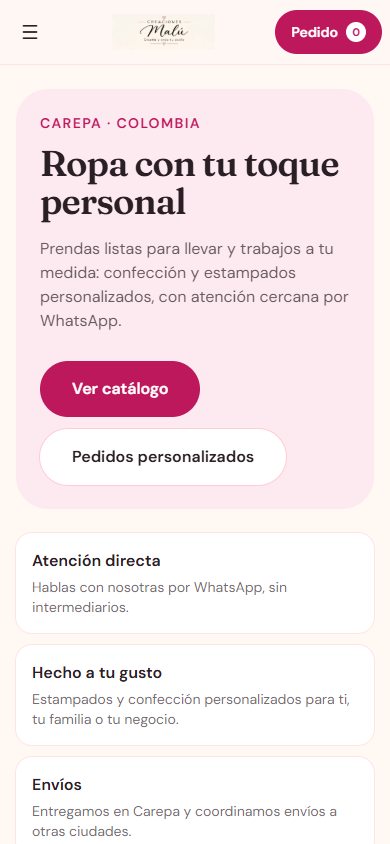 CREACIONES
Malú
Pedido 0
CAREPA · COLOMBIA
Ropa con tu toque
personal
Prendas listas para llevar y trabajos a tu
medida: confección y estampados
personalizados, con atención cercana por
WhatsApp.
Ver catálogo
Pedidos personalizados
Atención directa
Hablas con nosotras por WhatsApp, sin
intermediarios.
Hecho a tu gusto
Estampados y confección personalizados para ti,
tu familia o tu negocio.
Envíos
Entregamos en Carepa y coordinamos envíos a
otras ciudades.